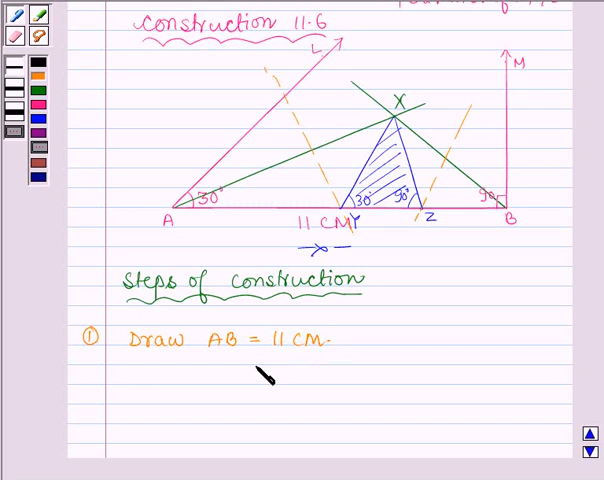 Construction 11.6
L
M
X
30°
30°
90°
90°
A
11 CM
Y
Z
B
Steps of construction
① Draw AB = 11 CM.